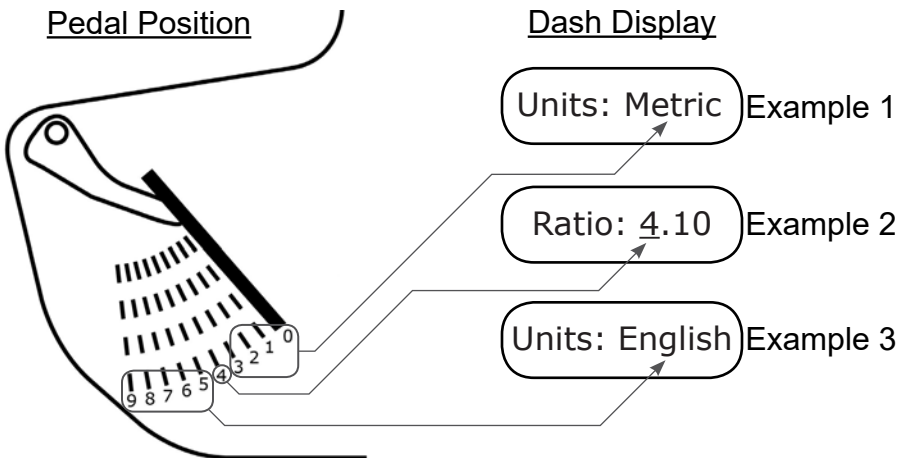 Pedal Position
Dash Display
Units: Metric
Example 1
Ratio: 4.10
Example 2
Units: English
Example 3
9 8 7 6 5 4 3 2 1 0